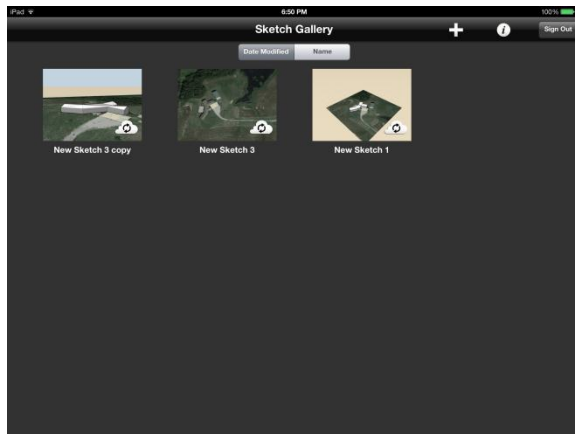 iPad 6:50 PM 100%
Sketch Gallery i Sign Out
Date Modified Name
New Sketch 3 copy New Sketch 3 New Sketch 1